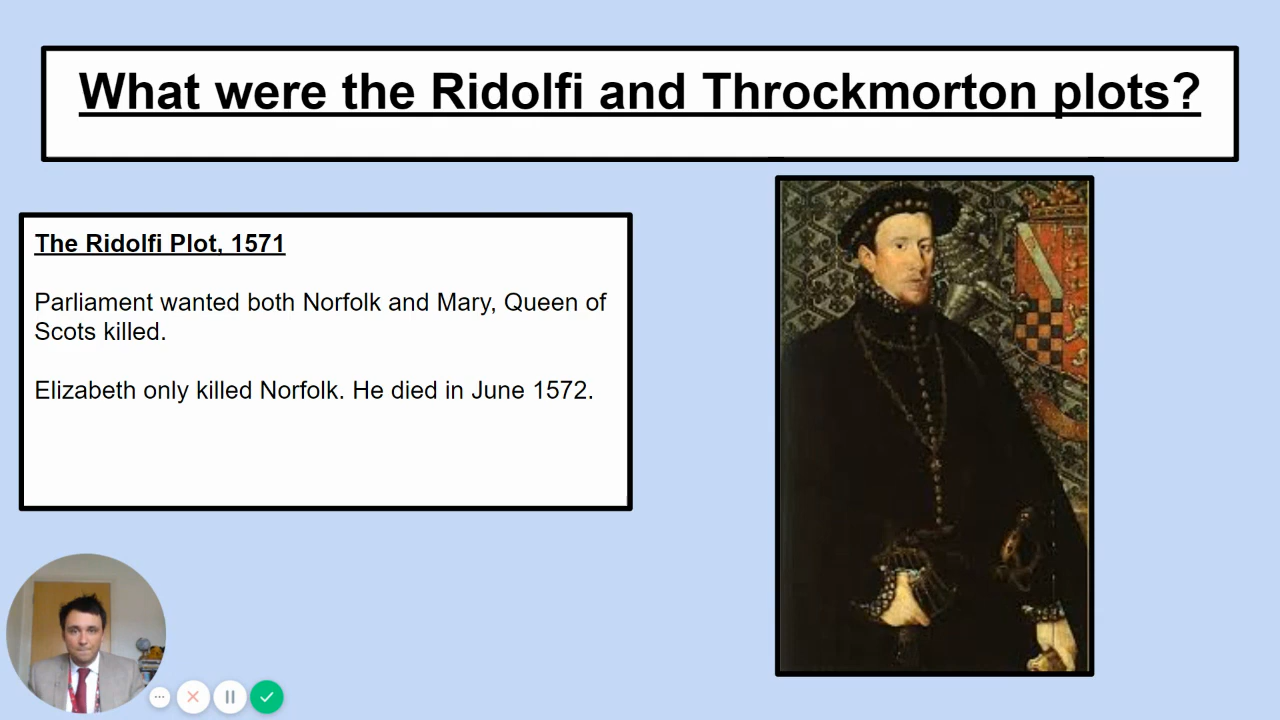 What were the Ridolfi and Throckmorton plots?
The Ridolfi Plot, 1571
Parliament wanted both Norfolk and Mary, Queen of
Scots killed.
Elizabeth only killed Norfolk. He died in June 1572.